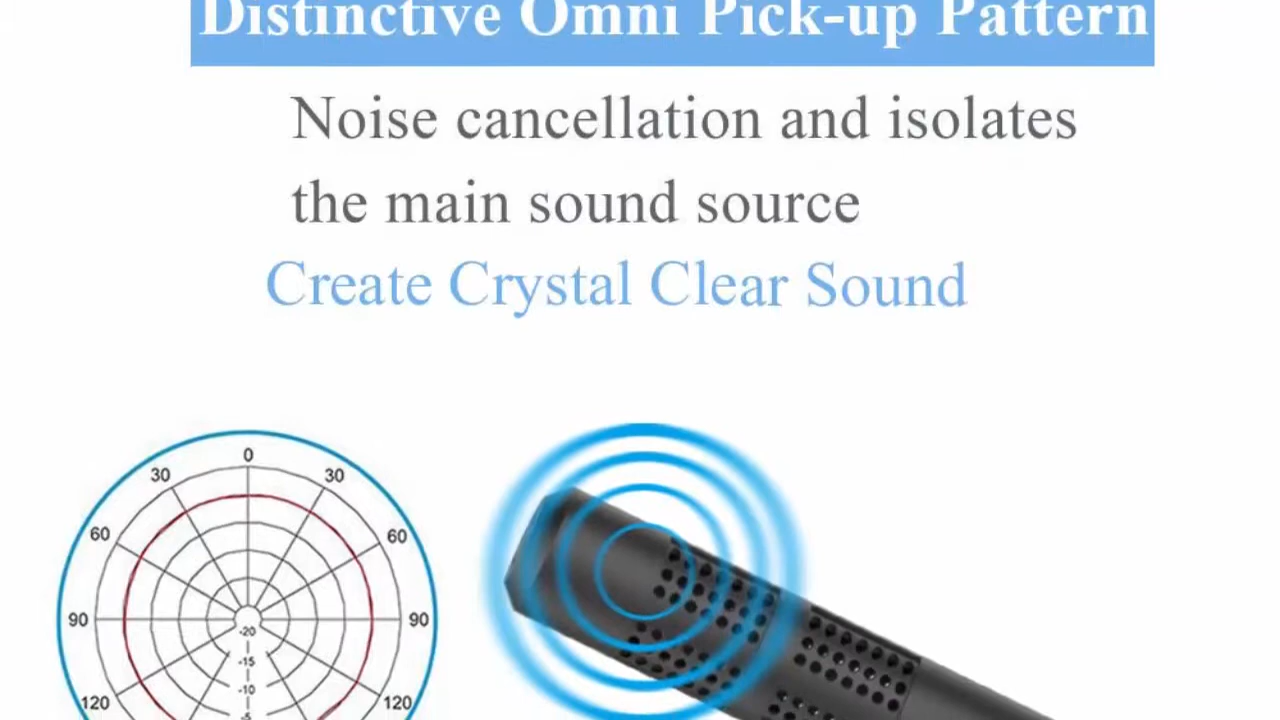 Distinctive Omni Pick-up Pattern
Noise cancellation and isolates
the main sound source
Create Crystal Clear Sound
0
30 30
60 60
90 90
-20
-15
-10
120 120
-5